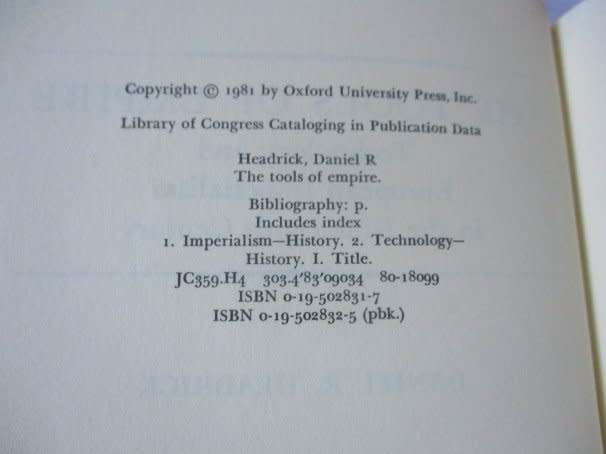 Copyright © 1981 by Oxford University Press, Inc.
Library of Congress Cataloging in Publication Data
Headrick, Daniel R
The tools of empire.
Bibliography: p.
Includes index
1. Imperialism—History. 2. Technology—
History. I. Title.
JC359.H4 303.4'83'09034 80-18099
ISBN 0-19-502831-7
ISBN 0-19-502832-5 (pbk.)